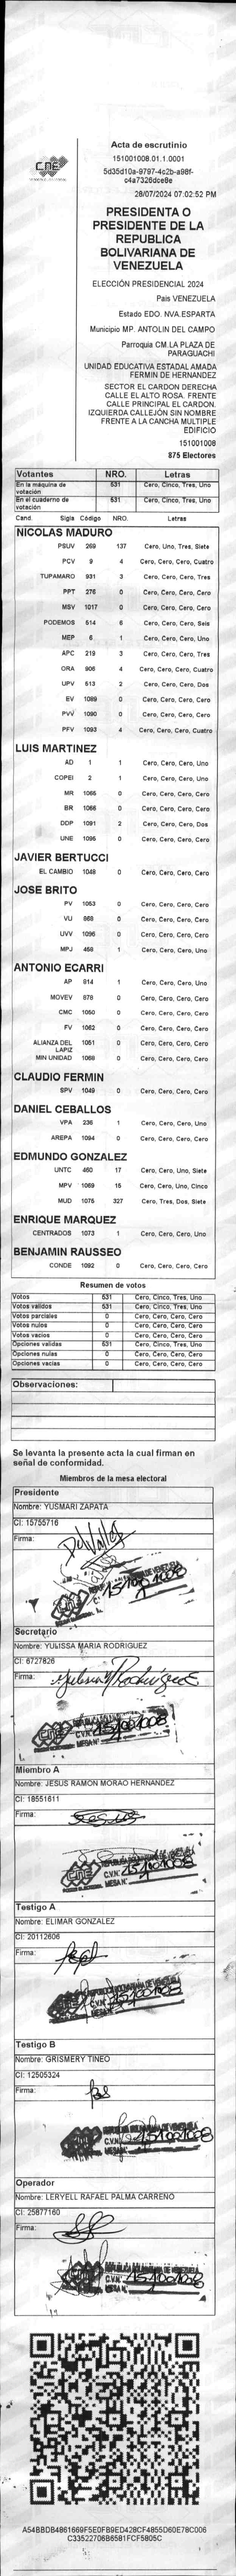 CNE
Acta de escrutinio
151001008.01.1.0001
5d35d10a-9797-4c2b-a98f-
c4a7326dce8e
28/07/2024 07:02:52 PM
PRESIDENTA O
PRESIDENTE DE LA
REPUBLICA
BOLIVARIANA DE
VENEZUELA
ELECCIÓN PRESIDENCIAL 2024
Pais VENEZUELA
Estado EDO. NVA.ESPARTA
Municipio MP. ANTOLIN DEL CAMPO
Parroquia CM.LA PLAZA DE
PARAGUACHI
UNIDAD EDUCATIVA ESTADAL AMADA
FERMIN DE HERNANDEZ
SECTOR EL CARDON DERECHA
CALLE EL ALTO ROSA. FRENTE
CALLE PRINCIPAL EL CARDON.
IZQUIERDA CALLEJÓN SIN NOMBRE
FRENTE A LA CANCHA MULTIPLE
EDIFICIO
151001008
875 Electores
Votantes NRO. Letras
En la máquina de votación 531 Cero, Cinco, Tres, Uno
En el cuaderno de votación 531 Cero, Cinco, Tres, Uno
Cand. Sigla Código NRO. Letras
NICOLAS MADURO
PSUV 269 137 Cero, Uno, Tres, Siete
PCV 9 4 Cero, Cero, Cero, Cuatro
TUPAMARO 931 3 Cero, Cero, Cero, Tres
PPT 276 0 Cero, Cero, Cero, Cero
MSV 1017 0 Cero, Cero, Cero, Cero
PODEMOS 514 6 Cero, Cero, Cero, Seis
MEP 6 1 Cero, Cero, Cero, Uno
APC 219 3 Cero, Cero, Cero, Tres
ORA 906 4 Cero, Cero, Cero, Cuatro
UPV 513 2 Cero, Cero, Cero, Dos
EV 1089 0 Cero, Cero, Cero, Cero
PVV 1090 0 Cero, Cero, Cero, Cero
PFV 1093 4 Cero, Cero, Cero, Cuatro
LUIS MARTINEZ
AD 1 1 Cero, Cero, Cero, Uno
COPEI 2 1 Cero, Cero, Cero, Uno
MR 1065 0 Cero, Cero, Cero, Cero
BR 1066 0 Cero, Cero, Cero, Cero
DDP 1091 2 Cero, Cero, Cero, Dos
UNE 1095 0 Cero, Cero, Cero, Cero
JAVIER BERTUCCI
EL CAMBIO 1048 0 Cero, Cero, Cero, Cero
JOSE BRITO
PV 1053 0 Cero, Cero, Cero, Cero
VU 868 0 Cero, Cero, Cero, Cero
UVV 1096 0 Cero, Cero, Cero, Cero
MPJ 458 1 Cero, Cero, Cero, Uno
ANTONIO ECARRI
AP 814 1 Cero, Cero, Cero, Uno
MOVEV 878 0 Cero, Cero, Cero, Cero
CMC 1050 0 Cero, Cero, Cero, Cero
FV 1062 0 Cero, Cero, Cero, Cero
ALIANZA DEL LAPIZ 1051 0 Cero, Cero, Cero, Cero
MIN UNIDAD 1068 0 Cero, Cero, Cero, Cero
CLAUDIO FERMIN
SPV 1049 0 Cero, Cero, Cero, Cero
DANIEL CEBALLOS
VPA 236 1 Cero, Cero, Cero, Uno
AREPA 1094 0 Cero, Cero, Cero, Cero
EDMUNDO GONZALEZ
UNTC 460 17 Cero, Cero, Uno, Siete
MPV 1069 15 Cero, Cero, Uno, Cinco
MUD 1075 327 Cero, Tres, Dos, Siete
ENRIQUE MARQUEZ
CENTRADOS 1073 1 Cero, Cero, Cero, Uno
BENJAMIN RAUSSEO
CONDE 1092 0 Cero, Cero, Cero, Cero
Resumen de votos
Votos 531 Cero, Cinco, Tres, Uno
Votos validos 531 Cero, Cinco, Tres, Uno
Votos parciales 0 Cero, Cero, Cero, Cero
Votos nulos 0 Cero, Cero, Cero, Cero
Votos vacios 0 Cero, Cero, Cero, Cero
Opciones validas 531 Cero, Cinco, Tres, Uno
Opciones nulas 0 Cero, Cero, Cero, Cero
Opciones vacias 0 Cero, Cero, Cero, Cero
Observaciones:
Se levanta la presente acta la cual firman en
señal de conformidad.
Miembros de la mesa electoral
Presidente
Nombre: YUSMARI ZAPATA
CI: 15755716
Firma:
151001008
Secretario
Nombre: YULISSA MARIA RODRIGUEZ
CI: 6727826
Firma:
C.V.N. 151001008
MESA N°
Miembro A
Nombre: JESUS RAMON MORAO HERNANDEZ
CI: 18551611
Firma:
CNE
C.V.N. 151001008
MESA N°
Testigo A
Nombre: ELIMAR GONZALEZ
CI: 20112606
Firma:
REPUBLICA BOLIVARIANA DE VENEZUELA
C.V.N. 151001008
MESA N°
Testigo B
Nombre: GRISMERY TINEO
CI: 12505324
Firma:
REPUBLICA BOLIVARIANA DE VENEZUELA
C.V.N. 151001008
MESA N°
Operador
Nombre: LERYELL RAFAEL PALMA CARREÑO
CI: 25877160
Firma:
REPUBLICA BOLIVARIANA DE VENEZUELA
C.V.N. 151001008
MESA N°
A54BBDB4861669F5E0FB9ED428CF4855D60E78C006
C33522706B6581FCF5805C